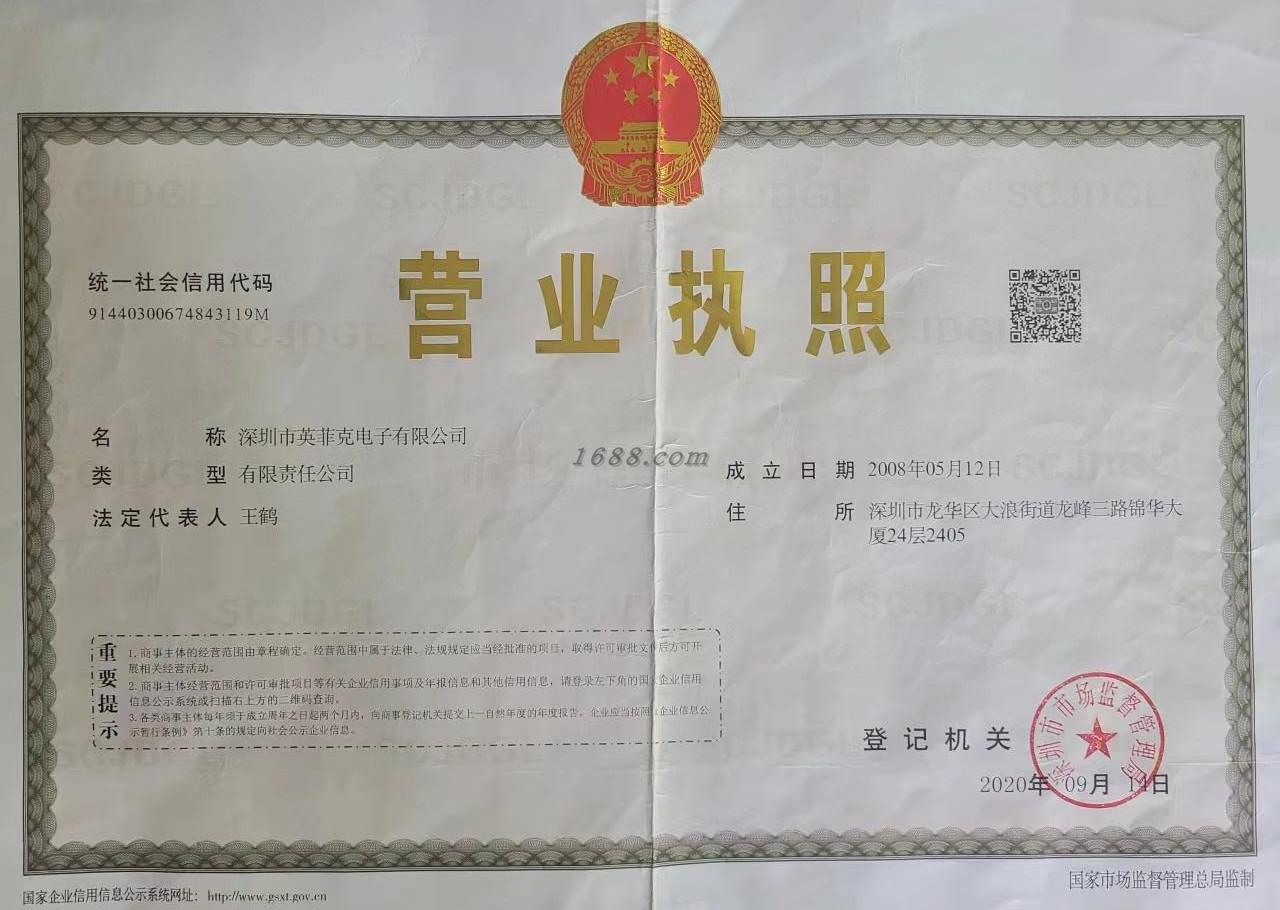 营业执照
统一社会信用代码
91440300674843119M
名称 深圳市英菲克电子有限公司
类型 有限责任公司
法定代表人 王鹤
1688.com
成立日期 2008年05月12日
住所 深圳市龙华区大浪街道龙峰三路锦华大
厦24层2405
重要提示
1. 商事主体的经营范围由章程确定。经营范围中属于法律、法规规定应当经批准的项目，取得许可审批文件后方可开
展相关经营活动。
2. 商事主体经营范围和许可审批项目等有关企业信用事项及年报信息和其他信用信息，请登录左下角的国家企业信用
信息公示系统或扫描右上方的二维码查询。
3. 各类商事主体每年须于成立周年之日起两个月内，向商事登记机关提交上一自然年度的年度报告。企业应当按照《企业信息公
示暂行条例》第十条的规定向社会公示企业信息。
登记机关
深圳市市场监督管理局
2020年09月14日
国家企业信用信息公示系统网址：http://www.gsxt.gov.cn
国家市场监督管理总局监制
SCJDGL